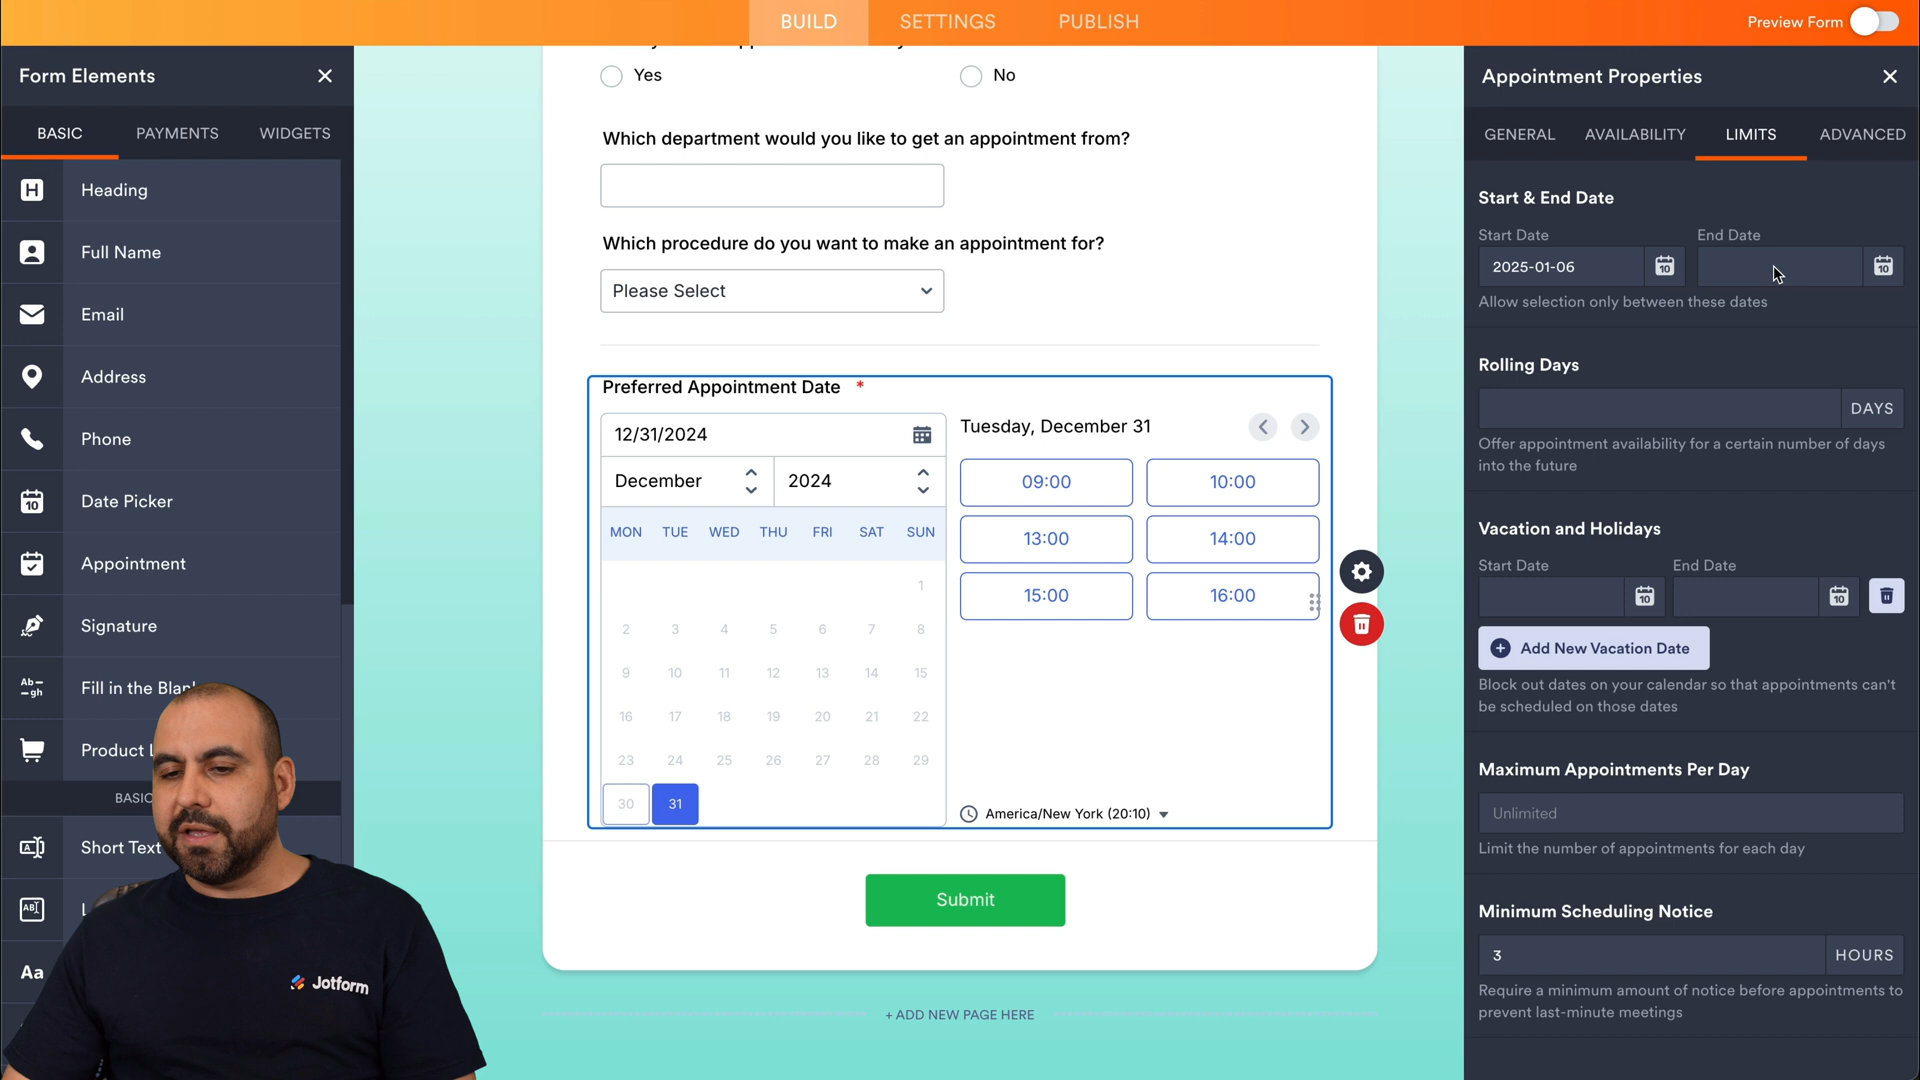 BUILD
SETTINGS
PUBLISH
Preview Form
Form Elements
BASIC
PAYMENTS
WIDGETS
Heading
Full Name
Email
Address
Phone
10
Date Picker
Appointment
Signature
Ab
gh
Fill in the Blan
Product L
BASIC
Short Text
Aa
Jotform
Yes
No
Which department would you like to get an appointment from?
Which procedure do you want to make an appointment for?
Please Select
Preferred Appointment Date *
12/31/2024
December
2024
MON TUE WED THU FRI SAT SUN
1
2 3 4 5 6 7 8
9 10 11 12 13 14 15
16 17 18 19 20 21 22
23 24 25 26 27 28 29
30 31
Tuesday, December 31
09:00 10:00
13:00 14:00
15:00 16:00
America/New York (20:10)
Submit
+ ADD NEW PAGE HERE
Appointment Properties
GENERAL
AVAILABILITY
LIMITS
ADVANCED
Start & End Date
Start Date
End Date
2025-01-06
10
10
Allow selection only between these dates
Rolling Days
DAYS
Offer appointment availability for a certain number of days
into the future
Vacation and Holidays
Start Date
End Date
10
10
Add New Vacation Date
Block out dates on your calendar so that appointments can't
be scheduled on those dates
Maximum Appointments Per Day
Unlimited
Limit the number of appointments for each day
Minimum Scheduling Notice
3
HOURS
Require a minimum amount of notice before appointments to
prevent last-minute meetings